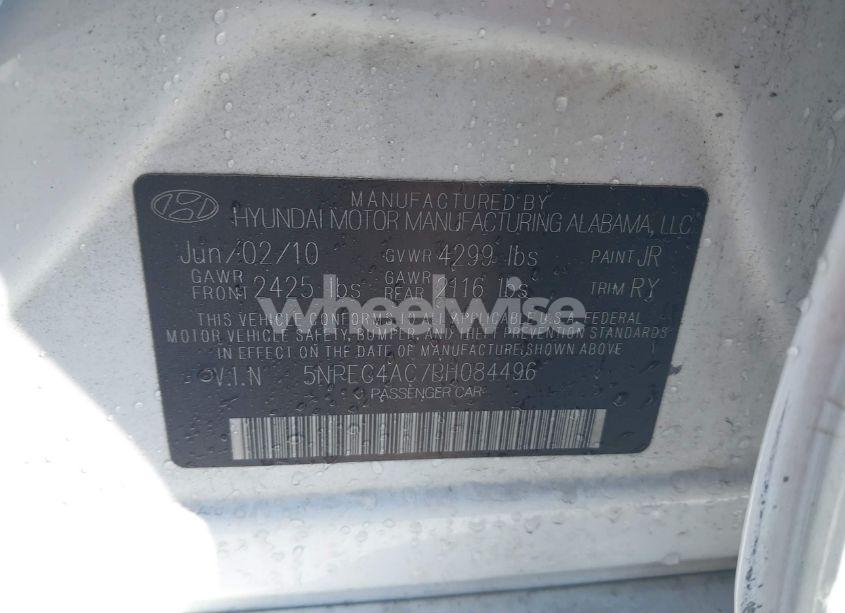 MANUFACTURED BY
HYUNDAI MOTOR MANUFACTURING ALABAMA, LLC
Jun/02/10 GVWR 4299 lbs PAINT JR
GAWR FRONT 2425 lbs GAWR REAR 2116 lbs TRIM RY
wheelwise
THIS VEHICLE CONFORMS TO ALL APPLICABLE U.S.A FEDERAL
MOTOR VEHICLE SAFETY, BUMPER, AND THEFT PREVENTION STANDARDS
IN EFFECT ON THE DATE OF MANUFACTURE SHOWN ABOVE
V.I.N 5NPEC4AC7BH084496
PASSENGER CAR